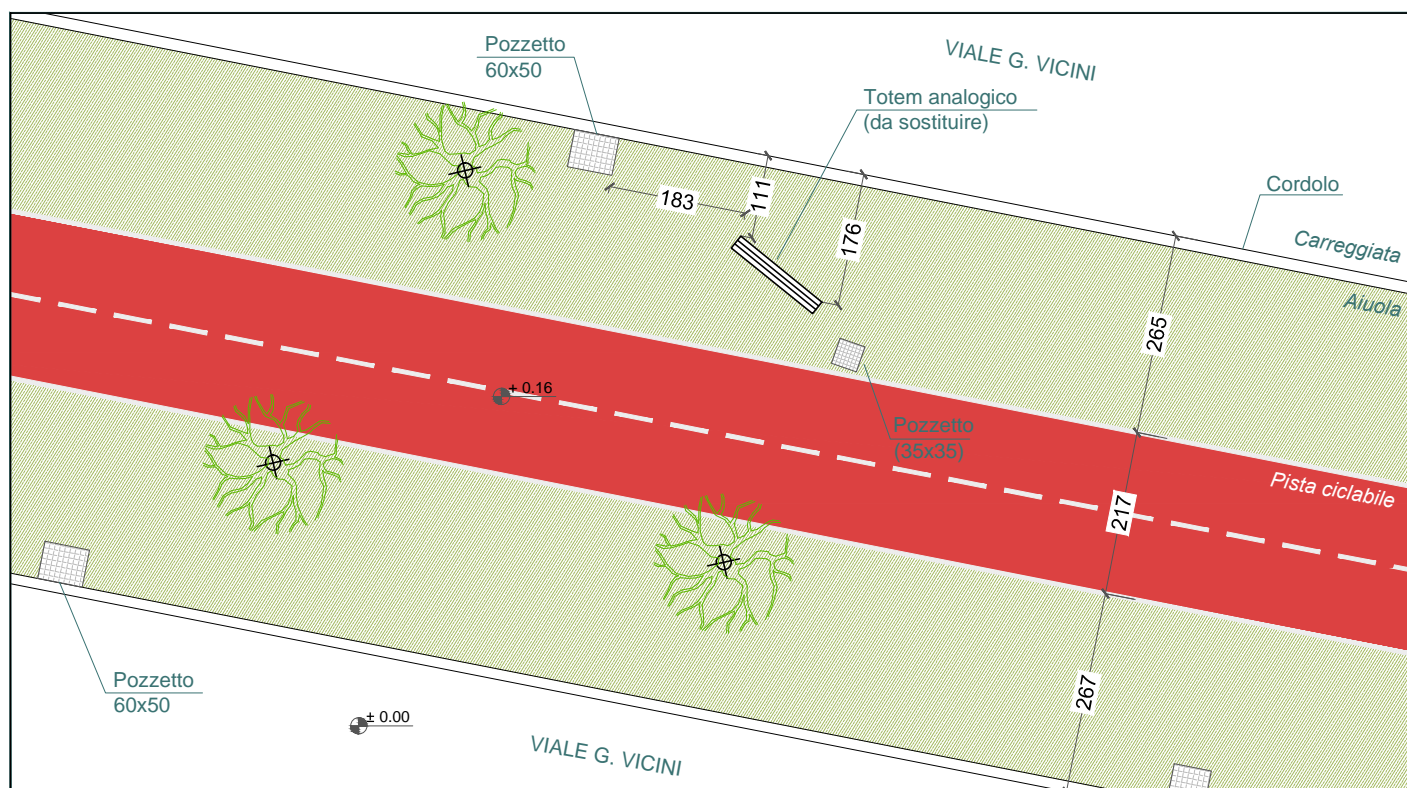 Pozzetto
60x50
VIALE G. VICINI
Totem analogico
(da sostituire)
183
111
176
Cordolo
Carreggiata
Aiuola
265
+ 0.16
Pozzetto
(35x35)
Pista ciclabile
217
Pozzetto
60x50
267
± 0.00
VIALE G. VICINI